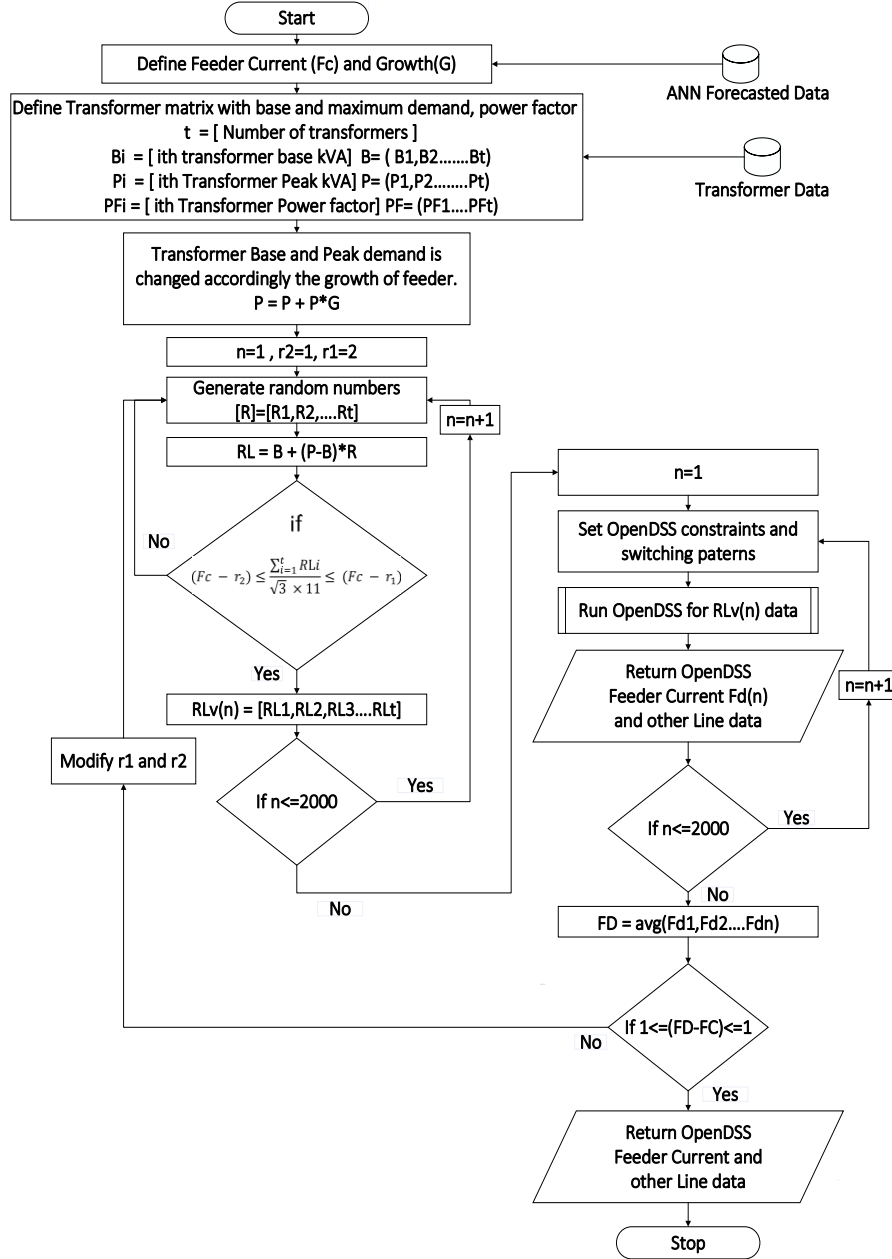 Start
Define Feeder Current (Fc) and Growth(G)
ANN Forecasted Data
Define Transformer matrix with base and maximum demand, power factor
t = [ Number of transformers ]
Bi = [ ith transformer base kVA] B= ( B1,B2.......Bt)
Pi = [ ith Transformer Peak kVA] P= (P1,P2........Pt)
PFi = [ ith Transformer Power factor] PF= (PF1....PFt)
Transformer Data
Transformer Base and Peak demand is
changed accordingly the growth of feeder.
P = P + P*G
n=1 , r2=1, r1=2
Generate random numbers
[R]=[R1,R2,....Rt]
n=n+1
RL = B + (P-B)*R
if
(Fc − r₂) ≤ \frac{\sum_{i=1}^{t} RLi}{\sqrt{3} × 11} ≤ (Fc − r₁)
No
Yes
RLv(n) = [RL1,RL2,RL3....RLt]
Modify r1 and r2
If n<=2000
Yes
No
n=1
Set OpenDSS constraints and
switching paterns
Run OpenDSS for RLv(n) data
Return OpenDSS
Feeder Current Fd(n)
and other Line data
n=n+1
If n<=2000
Yes
No
FD = avg(Fd1,Fd2....Fdn)
If 1<=(FD-FC)<=1
No
Yes
Return OpenDSS
Feeder Current and
other Line data
Stop